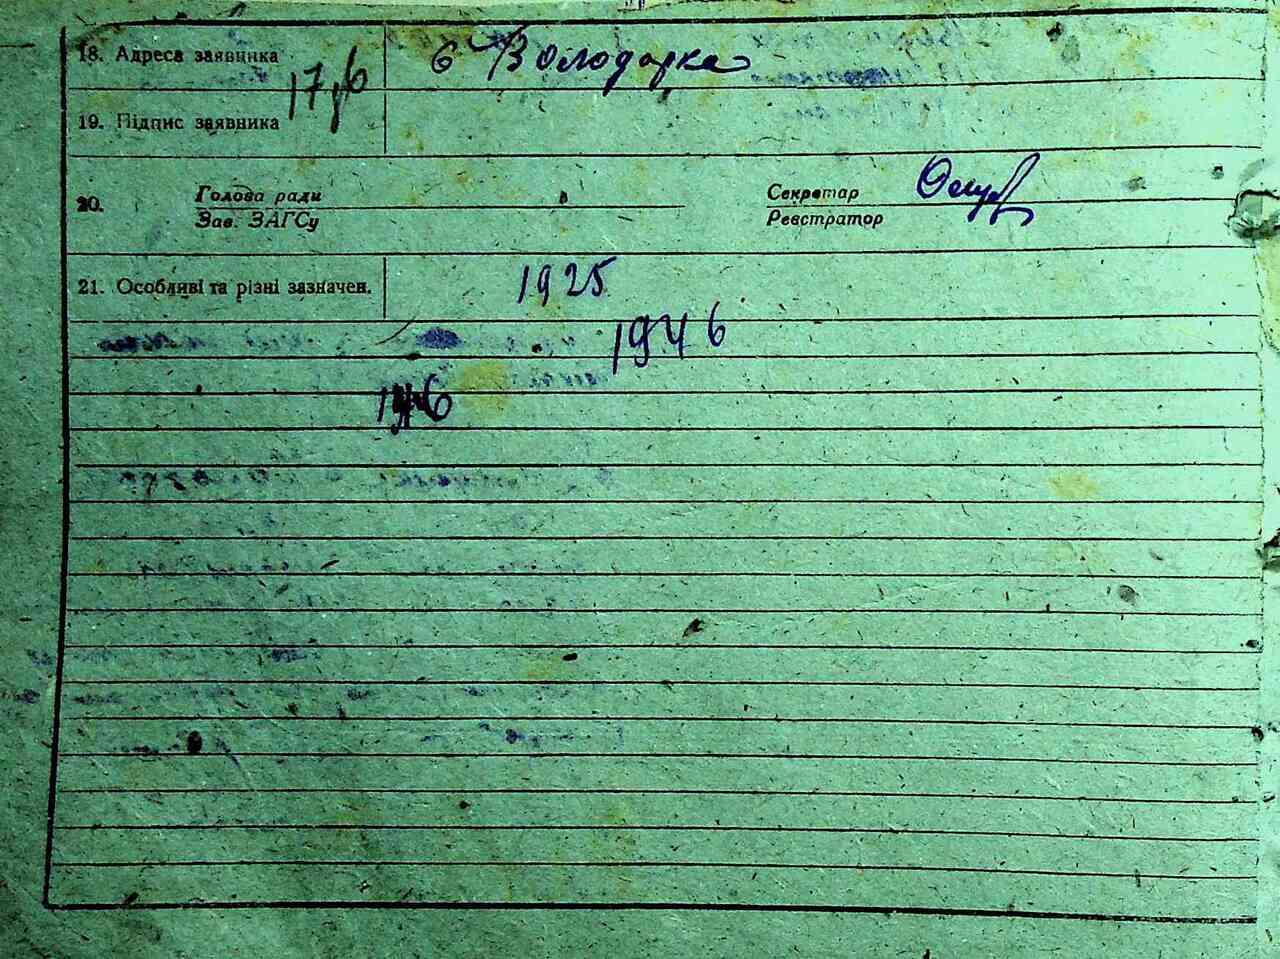 18. Адреса заявника б Володарка
17,6
19. Підпис заявника
20. Голова ради Секретар
Зав. ЗАГСу Реєстратор
21. Особливі та різні зазначен. 1925
1946